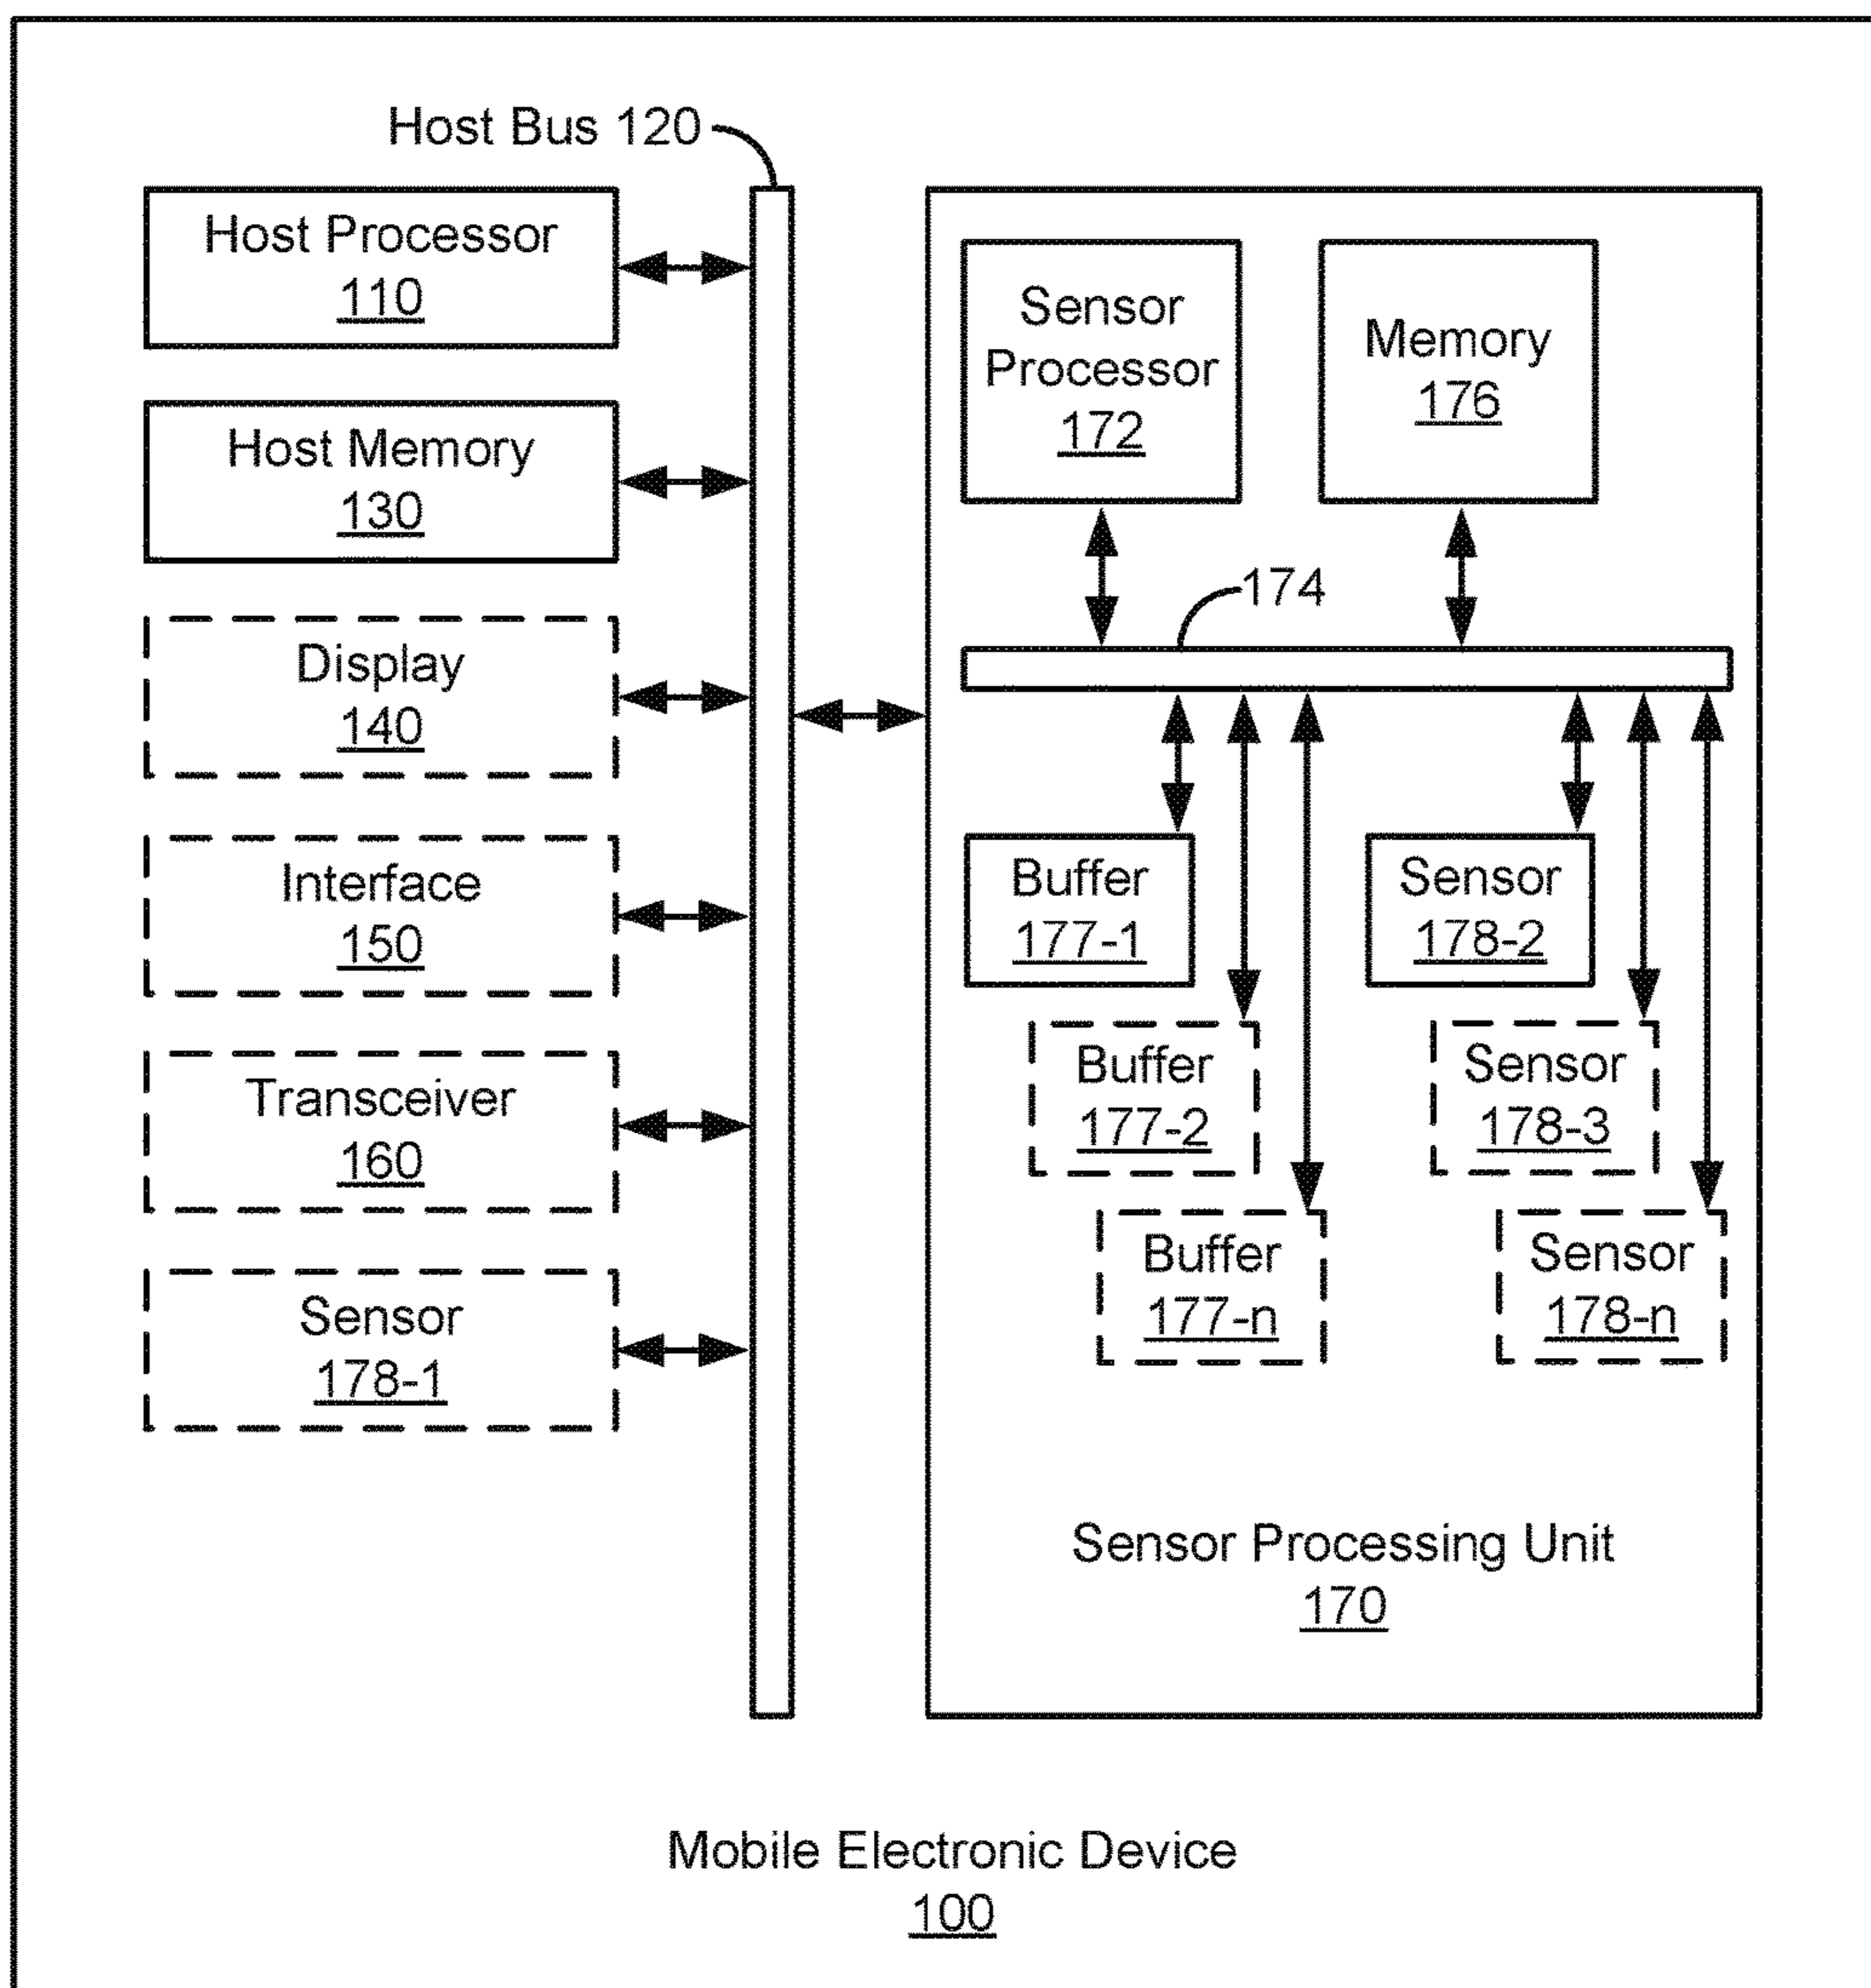 Host Bus 120
Host Processor
110
Host Memory
130
Display
140
Interface
150
Transceiver
160
Sensor
178-1
Sensor
Processor
172
Memory
176
174
Buffer
177-1
Sensor
178-2
Buffer
177-2
Sensor
178-3
Buffer
177-n
Sensor
178-n
Sensor Processing Unit
170
Mobile Electronic Device
100